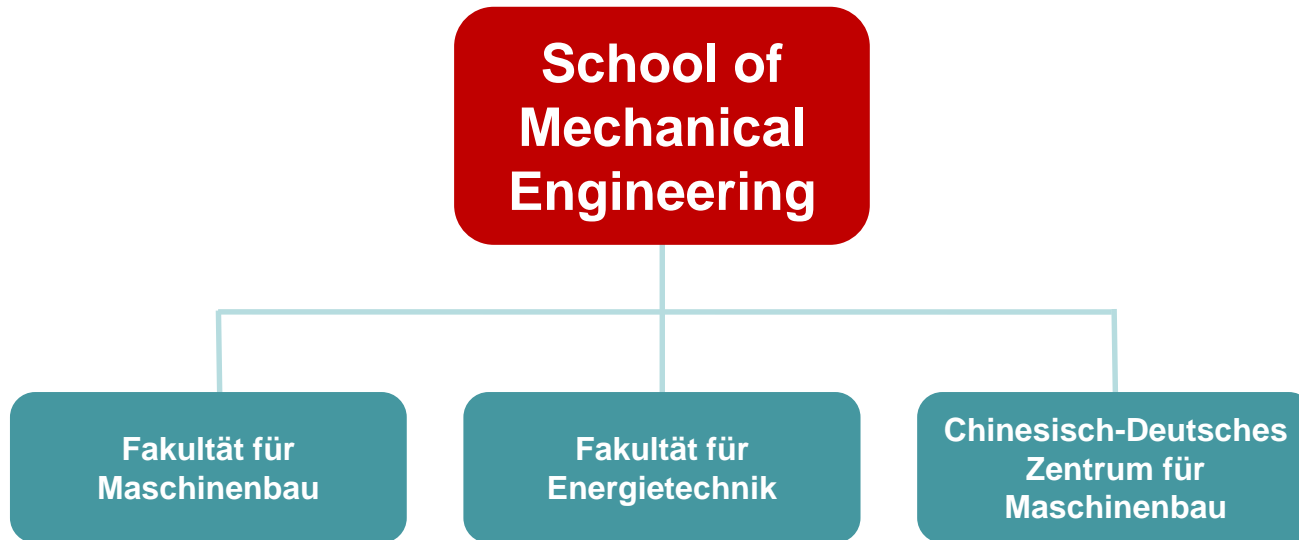 School of
Mechanical
Engineering
Fakultät für
Maschinenbau
Fakultät für
Energietechnik
Chinesisch-Deutsches
Zentrum für
Maschinenbau